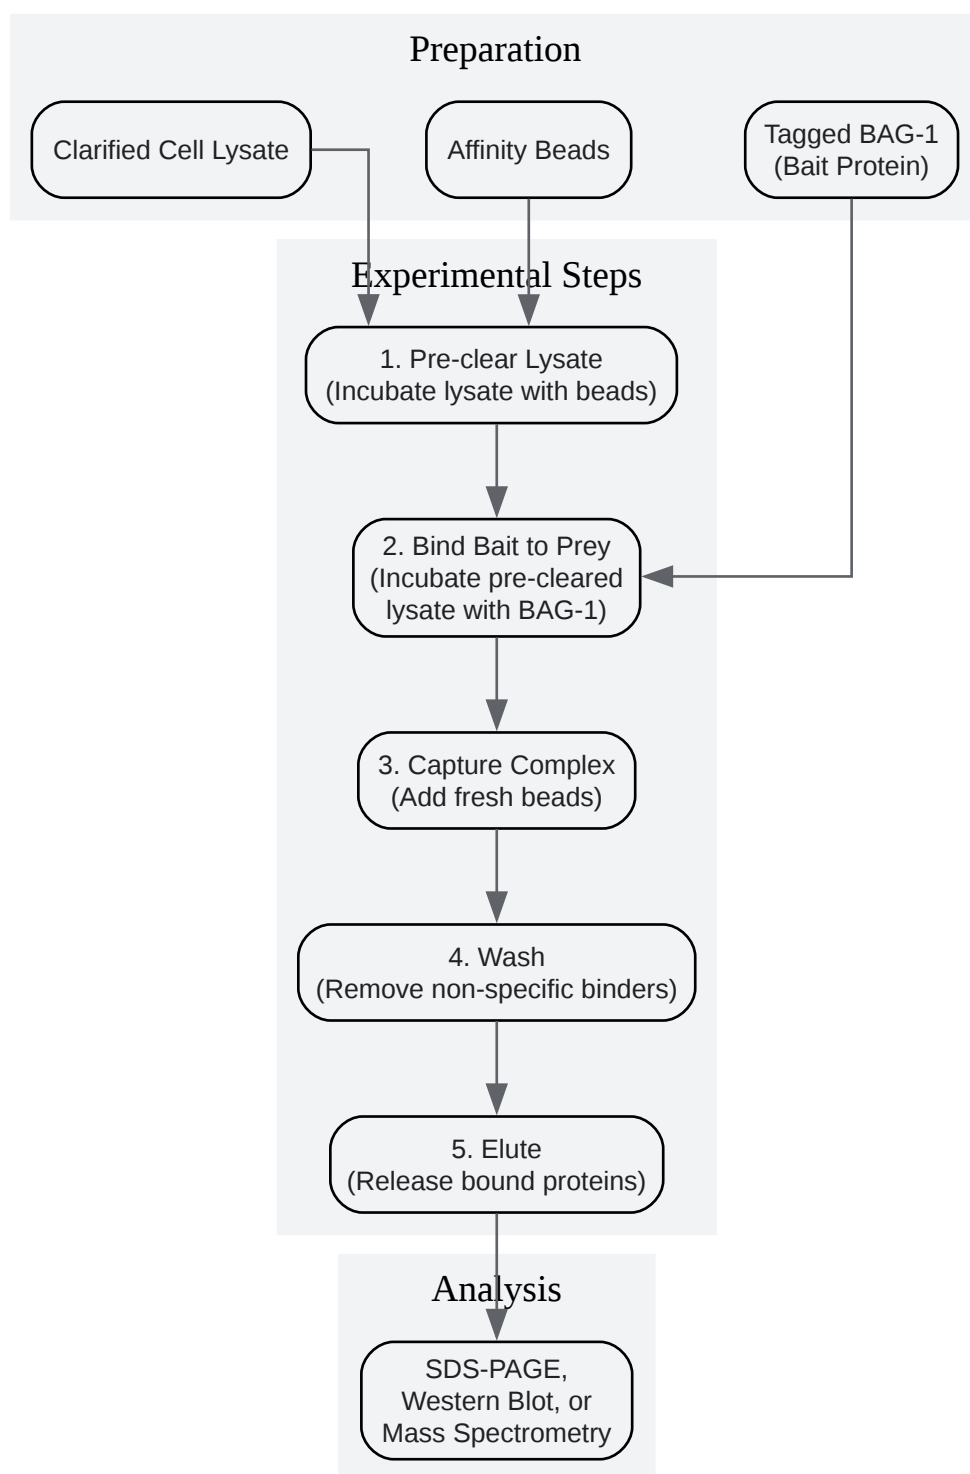 Preparation
Clarified Cell Lysate
Affinity Beads
Tagged BAG-1
(Bait Protein)
Experimental Steps
1. Pre-clear Lysate
(Incubate lysate with beads)
2. Bind Bait to Prey
(Incubate pre-cleared
lysate with BAG-1)
3. Capture Complex
(Add fresh beads)
4. Wash
(Remove non-specific binders)
5. Elute
(Release bound proteins)
Analysis
SDS-PAGE,
Western Blot, or
Mass Spectrometry